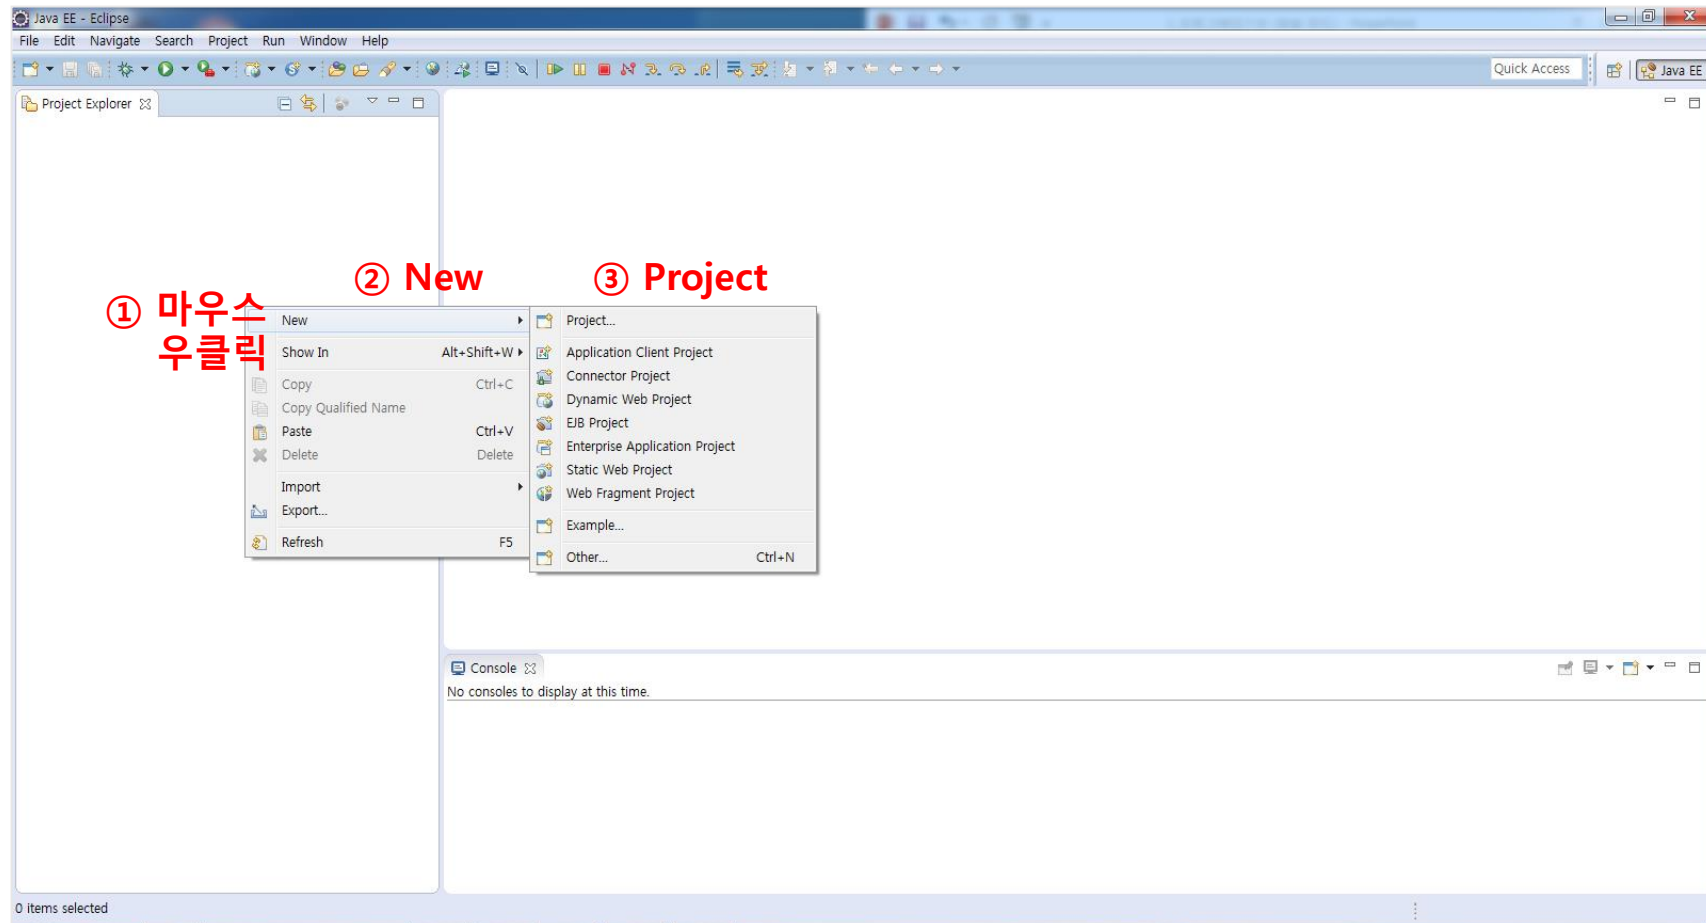 Java EE - Eclipse
File Edit Navigate Search Project Run Window Help
Quick Access
Java EE
Project Explorer
② New
③ Project
① 마우스
우클릭
New
Project...
Show In Alt+Shift+W
Application Client Project
Copy Ctrl+C
Connector Project
Copy Qualified Name
Dynamic Web Project
Paste Ctrl+V
EJB Project
Delete Delete
Enterprise Application Project
Static Web Project
Import
Web Fragment Project
Export...
Example...
Refresh F5
Other... Ctrl+N
Console
No consoles to display at this time.
0 items selected